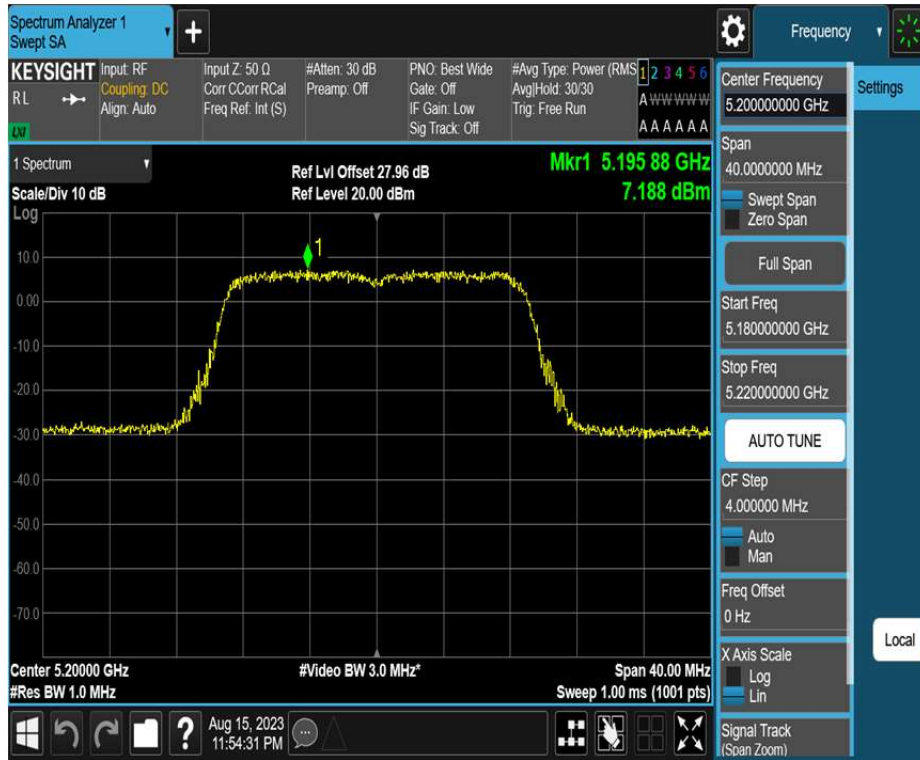 Spectrum Analyzer 1
Swept SA
+
Frequency
KEYSIGHT
RL
LXI
Input: RF
Coupling: DC
Align: Auto
Input Z: 50 Ω
Corr CCorr RCal
Freq Ref: Int (S)
#Atten: 30 dB
Preamp: Off
PNO: Best Wide
Gate: Off
IF Gain: Low
Sig Track: Off
#Avg Type: Power (RMS
Avg|Hold: 30/30
Trig: Free Run
1 2 3 4 5 6
A W W W W W
A A A A A A
1 Spectrum
Scale/Div 10 dB
Log
Ref Lvl Offset 27.96 dB
Ref Level 20.00 dBm
Mkr1 5.195 88 GHz
7.188 dBm
1
10.0
0.00
-10.0
-20.0
-30.0
-40.0
-50.0
-60.0
-70.0
Center 5.20000 GHz
#Res BW 1.0 MHz
#Video BW 3.0 MHz*
Span 40.00 MHz
Sweep 1.00 ms (1001 pts)
?
Aug 15, 2023
11:54:31 PM
Center Frequency
5.20000000 GHz
Span
40.0000000 MHz
Swept Span
Zero Span
Full Span
Start Freq
5.180000000 GHz
Stop Freq
5.220000000 GHz
AUTO TUNE
CF Step
4.000000 MHz
Auto
Man
Freq Offset
0 Hz
X Axis Scale
Log
Lin
Signal Track
(Span Zoom)
Settings
Local